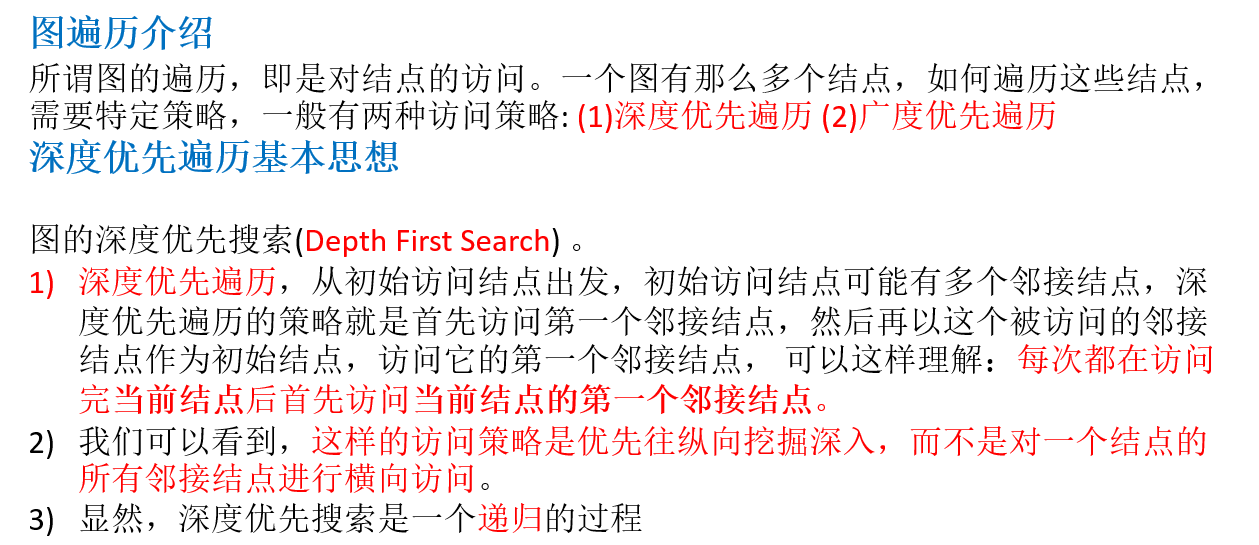 图遍历介绍
所谓图的遍历，即是对结点的访问。一个图有那么多个结点，如何遍历这些结点，
需要特定策略，一般有两种访问策略: (1)深度优先遍历 (2)广度优先遍历
深度优先遍历基本思想
图的深度优先搜索(Depth First Search) 。
1) 深度优先遍历，从初始访问结点出发，初始访问结点可能有多个邻接结点，深
度优先遍历的策略就是首先访问第一个邻接结点，然后再以这个被访问的邻接
结点作为初始结点，访问它的第一个邻接结点， 可以这样理解：每次都在访问
完当前结点后首先访问当前结点的第一个邻接结点。
2) 我们可以看到，这样的访问策略是优先往纵向挖掘深入，而不是对一个结点的
所有邻接结点进行横向访问。
3) 显然，深度优先搜索是一个递归的过程